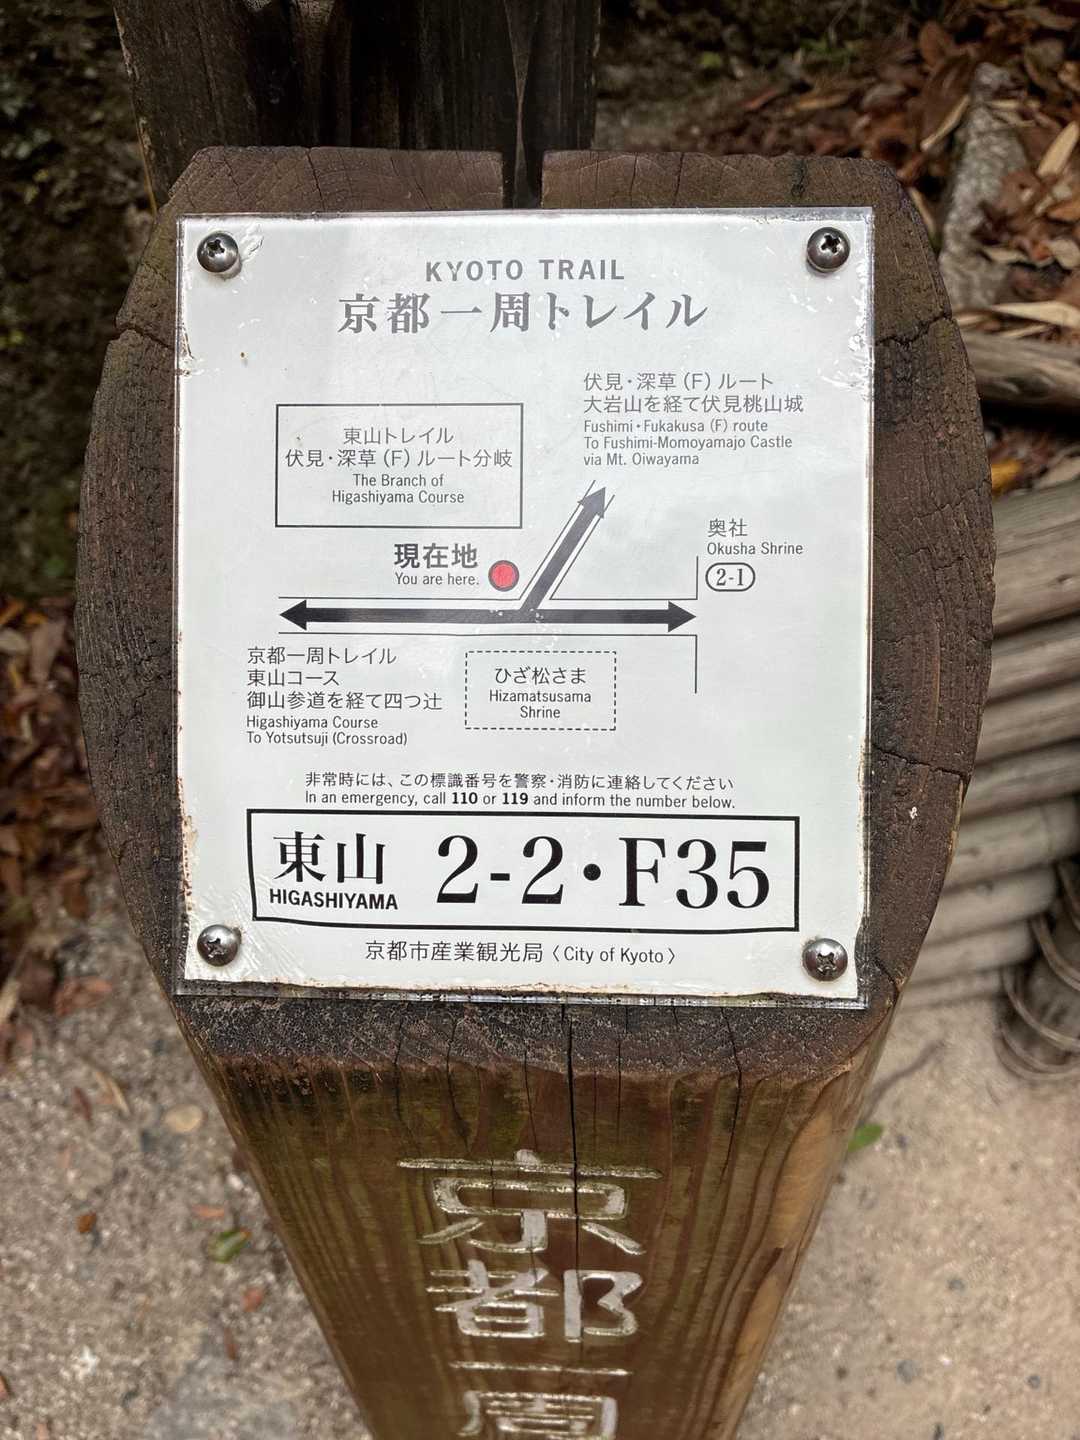 KYOTO TRAIL
京都一周トレイル
伏見・深草（F）ルート
大岩山を経て伏見桃山城
Fushimi・Fukakusa (F) route
To Fushimi-Momoyamajo Castle
via Mt. Oiwayama
東山トレイル
伏見・深草（F）ルート分岐
The Branch of
Higashiyama Course
奥社
Okusha Shrine
2-1
現在地
You are here.
京都一周トレイル
東山コース
御山参道を経て四つ辻
Higashiyama Course
To Yotsutsuji (Crossroad)
ひざ松さま
Hizamatsusama
Shrine
非常時には、この標識番号を警察・消防に連絡してください
In an emergency, call 110 or 119 and inform the number below.
東山 2-2・F35
HIGASHIYAMA
京都市産業観光局〈City of Kyoto〉
京都一周